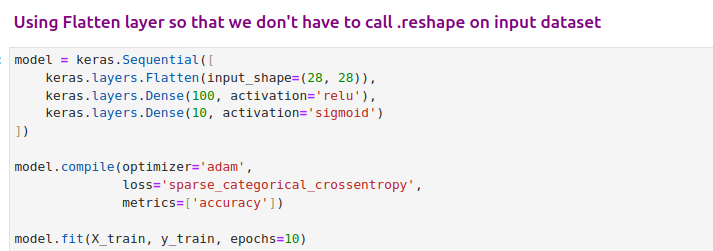 Using Flatten layer so that we don't have to call .reshape on input dataset
model = keras.Sequential([
    keras.layers.Flatten(input_shape=(28, 28)),
    keras.layers.Dense(100, activation='relu'),
    keras.layers.Dense(10, activation='sigmoid')
])
model.compile(optimizer='adam',
              loss='sparse_categorical_crossentropy',
              metrics=['accuracy'])
model.fit(X_train, y_train, epochs=10)